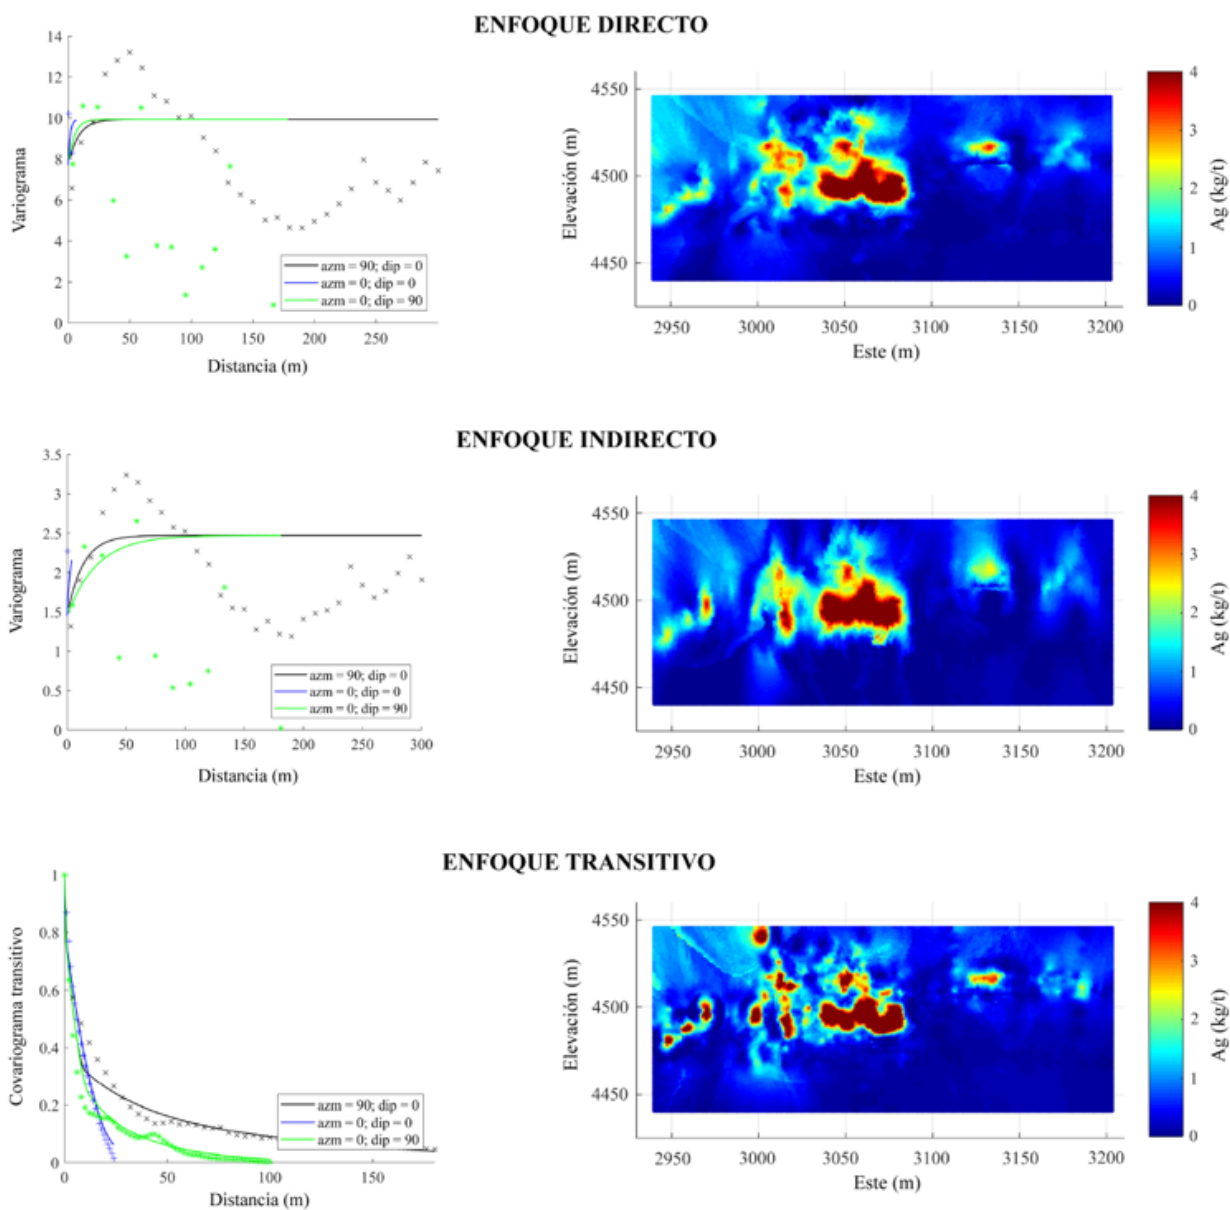 ENFOQUE DIRECTO
14
12
10
8
6
4
2
0
Variograma
azm = 90; dip = 0
azm = 0; dip = 0
azm = 0; dip = 90
0 50 100 150 200 250
Distancia (m)
4550
4500
4450
Elevación (m)
2950 3000 3050 3100 3150 3200
Este (m)
4
3
2
1
0
Ag (kg/t)
ENFOQUE INDIRECTO
3.5
3
2.5
2
1.5
1
0.5
0
Variograma
azm = 90; dip = 0
azm = 0; dip = 0
azm = 0; dip = 90
0 50 100 150 200 250 300
Distancia (m)
4550
4500
4450
Elevación (m)
2950 3000 3050 3100 3150 3200
Este (m)
4
3
2
1
0
Ag (kg/t)
ENFOQUE TRANSITIVO
1
0.8
0.6
0.4
0.2
0
Covariograma transitivo
azm = 90; dip = 0
azm = 0; dip = 0
azm = 0; dip = 90
0 50 100 150
Distancia (m)
4550
4500
4450
Elevación (m)
2950 3000 3050 3100 3150 3200
Este (m)
4
3
2
1
0
Ag (kg/t)